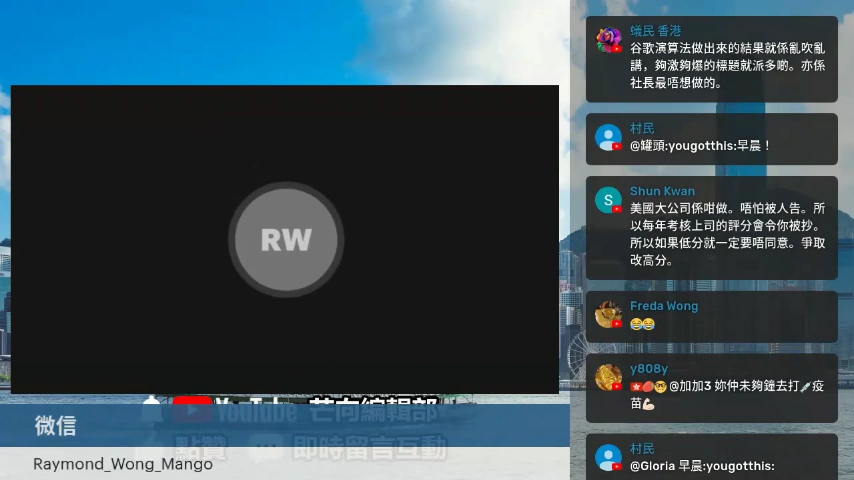 RW
YouTube 芒向編輯部
微信
點贊 即時留言互動
Raymond_Wong_Mango
蟻民 香港
谷歌演算法做出來的結果就係亂吹亂
講，夠激夠爆的標題就派多啲。亦係
社長最唔想做的。
村民
@罐頭:yougotthis:早晨！
S
Shun Kwan
美國大公司係咁做。唔怕被人告。所
以每年考核上司的評分會令你被抄。
所以如果低分就一定要唔同意。爭取
改高分。
Freda Wong
😂😂
y808y
@加加3 妳仲未夠鐘去打💉疫
苗💪🏻
村民
@Gloria 早晨:yougotthis: